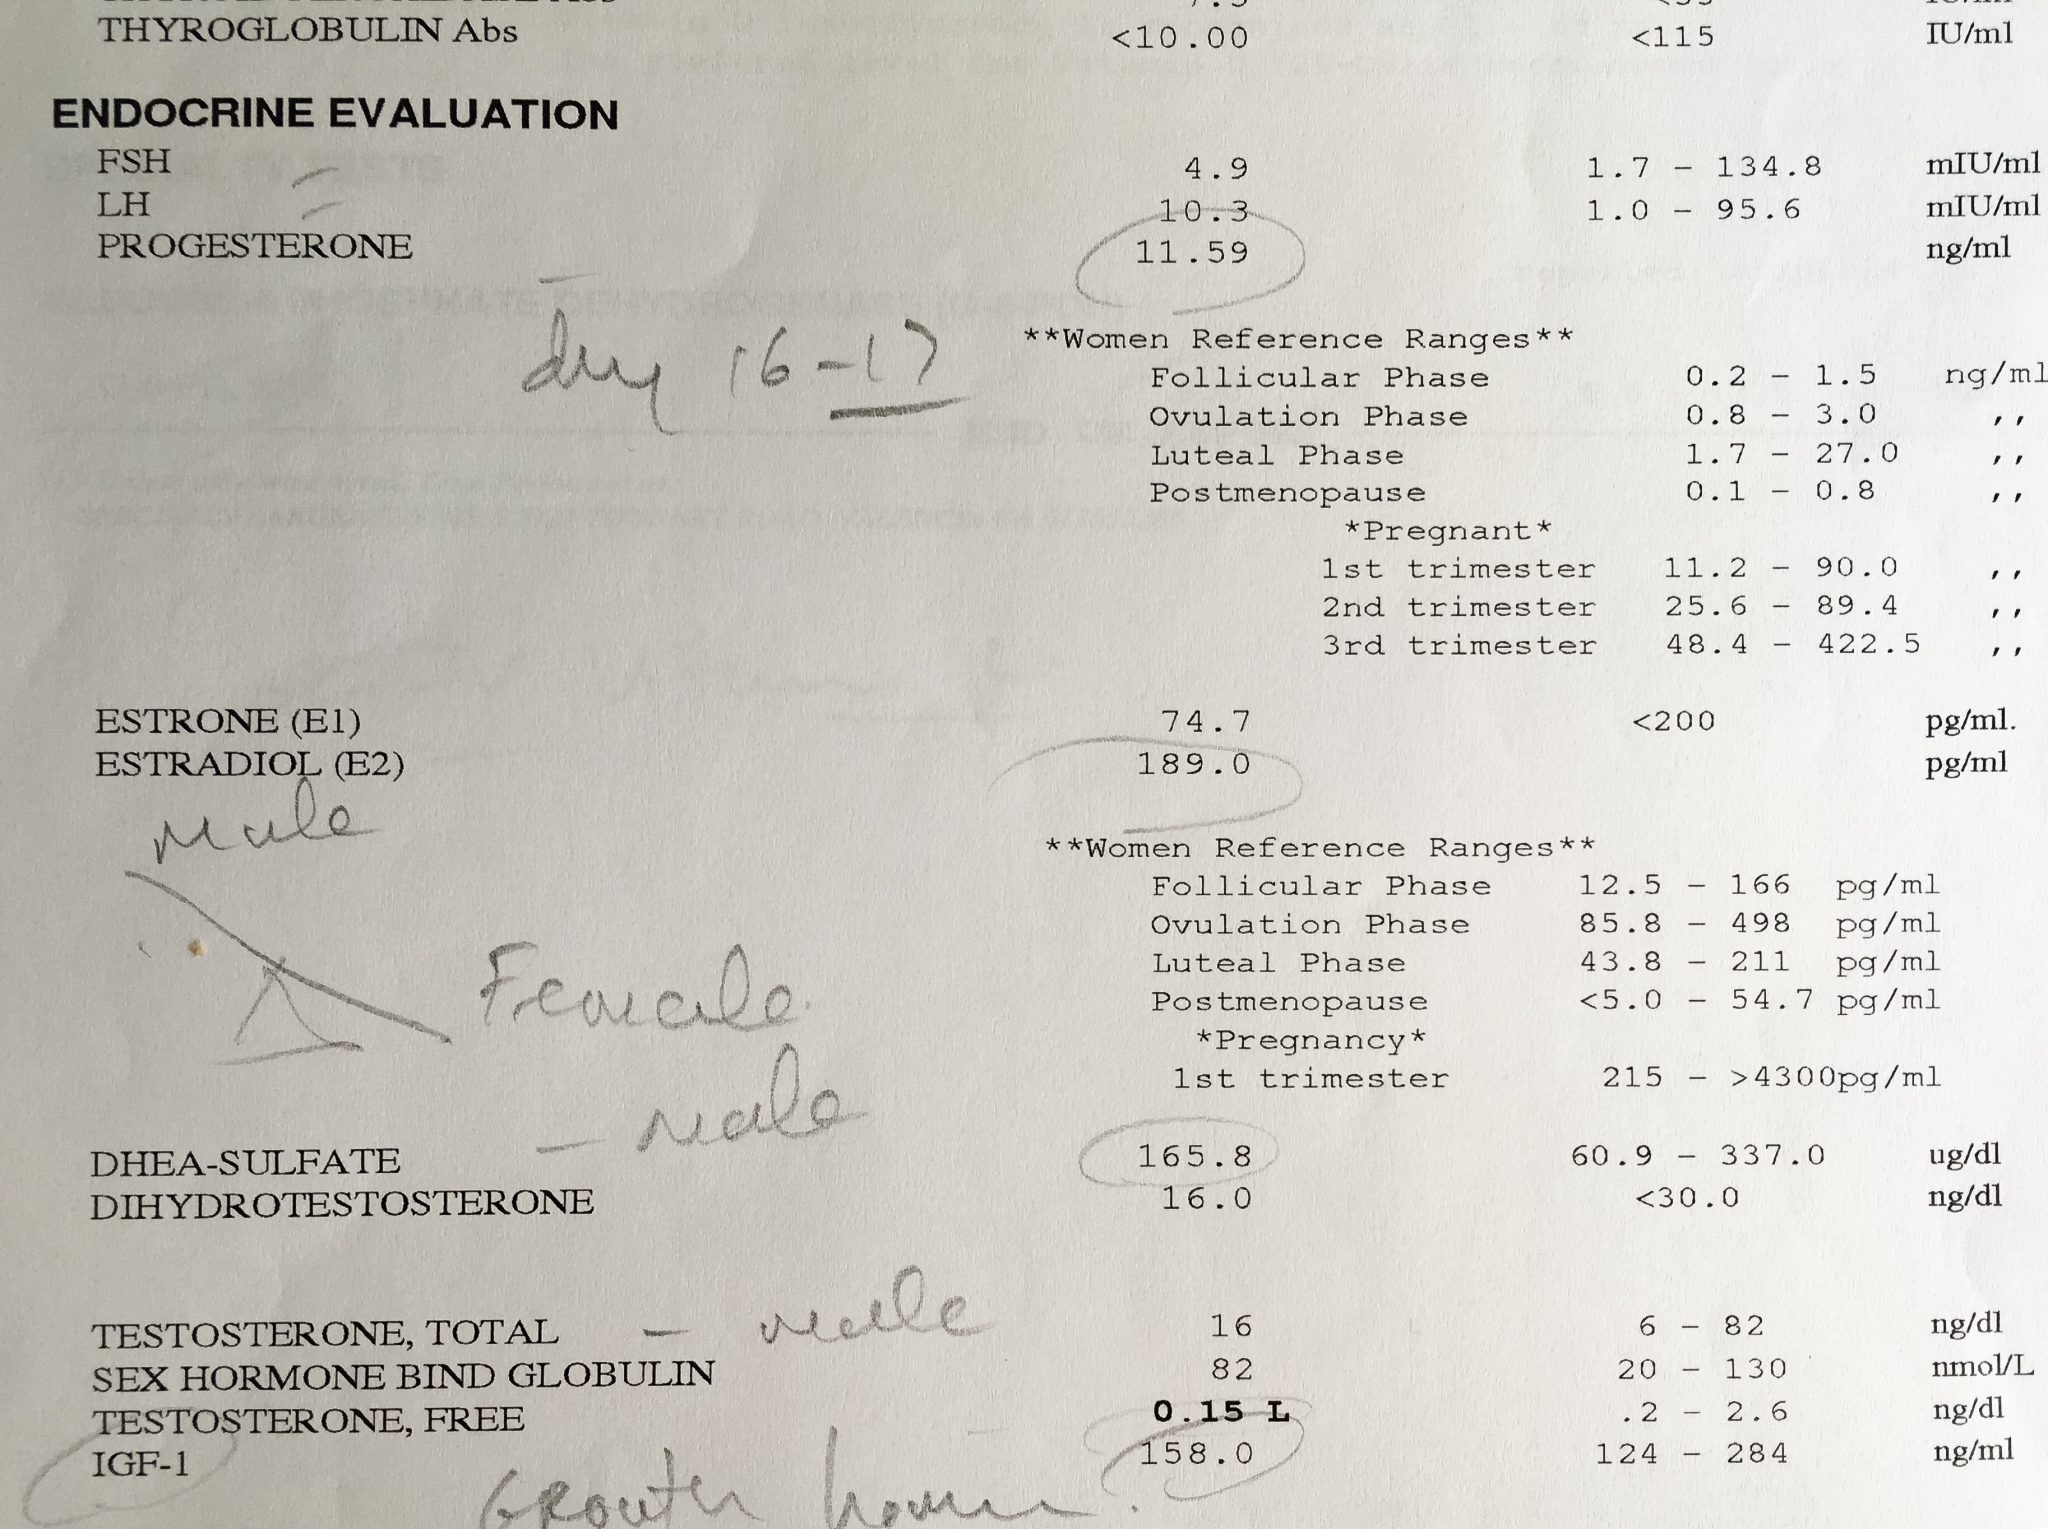 THYROGLOBULIN Abs <10.00 <115 IU/ml
ENDOCRINE EVALUATION
FSH 4.9 1.7 - 134.8 mIU/ml
LH 10.3 1.0 - 95.6 mIU/ml
PROGESTERONE 11.59 ng/ml
day 16-17
**Women Reference Ranges**
Follicular Phase 0.2 - 1.5 ng/ml
Ovulation Phase 0.8 - 3.0 ,,
Luteal Phase 1.7 - 27.0 ,,
Postmenopause 0.1 - 0.8 ,,
*Pregnant*
1st trimester 11.2 - 90.0 ,,
2nd trimester 25.6 - 89.4 ,,
3rd trimester 48.4 - 422.5 ,,
ESTRONE (E1) 74.7 <200 pg/ml.
ESTRADIOL (E2) 189.0 pg/ml
Male
**Women Reference Ranges**
Follicular Phase 12.5 - 166 pg/ml
Ovulation Phase 85.8 - 498 pg/ml
Luteal Phase 43.8 - 211 pg/ml
Female
Postmenopause <5.0 - 54.7 pg/ml
*Pregnancy*
1st trimester 215 - >4300pg/ml
- Male
DHEA-SULFATE 165.8 60.9 - 337.0 ug/dl
DIHYDROTESTOSTERONE 16.0 <30.0 ng/dl
TESTOSTERONE, TOTAL - male 16 6 - 82 ng/dl
SEX HORMONE BIND GLOBULIN 82 20 - 130 nmol/L
TESTOSTERONE, FREE 0.15 L .2 - 2.6 ng/dl
IGF-1 158.0 124 - 284 ng/ml